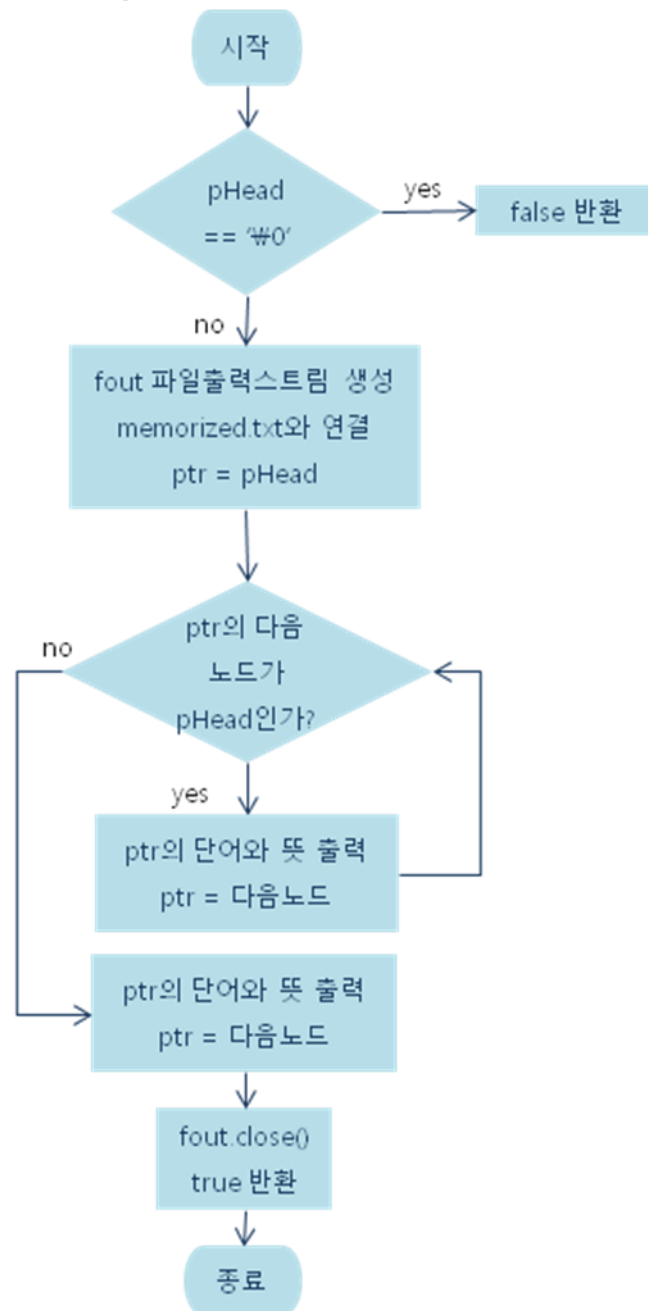 시작
pHead
== ‘₩0’
yes
false 반환
no
fout 파일출력스트림 생성
memorized.txt와 연결
ptr = pHead
ptr의 다음
노드가
pHead인가?
no
yes
ptr의 단어와 뜻 출력
ptr = 다음노드
ptr의 단어와 뜻 출력
ptr = 다음노드
fout.close()
true 반환
종료